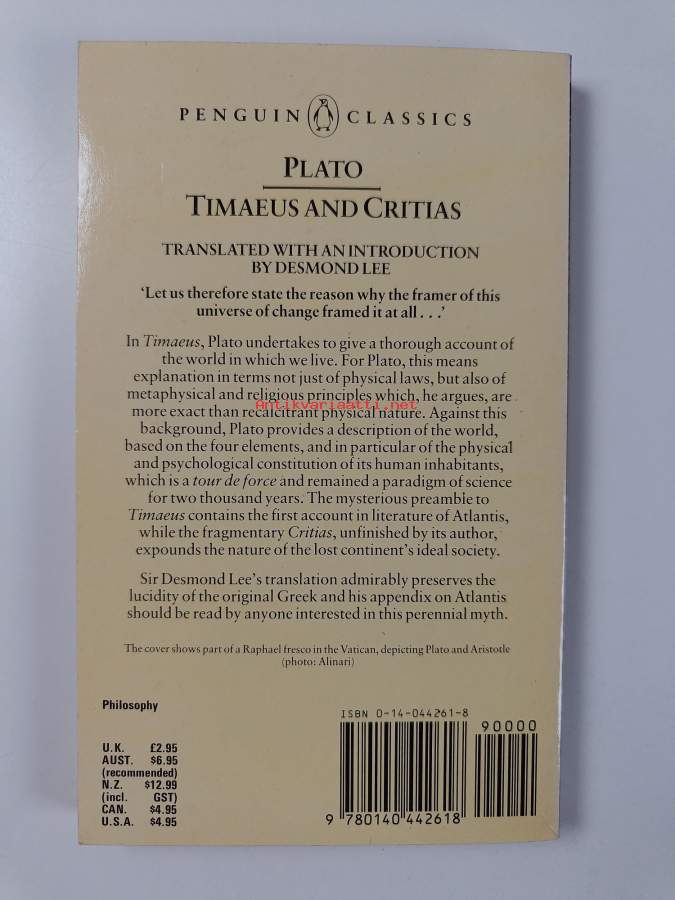 PENGUIN CLASSICS
PLATO
TIMAEUS AND CRITIAS
TRANSLATED WITH AN INTRODUCTION
BY DESMOND LEE
‘Let us therefore state the reason why the framer of this
universe of change framed it at all . . .’
In Timaeus, Plato undertakes to give a thorough account of
the world in which we live. For Plato, this means
explanation in terms not just of physical laws, but also of
metaphysical and religious principles which, he argues, are
Antikvariaatti.net
more exact than recalcitrant physical nature. Against this
background, Plato provides a description of the world,
based on the four elements, and in particular of the physical
and psychological constitution of its human inhabitants,
which is a tour de force and remained a paradigm of science
for two thousand years. The mysterious preamble to
Timaeus contains the first account in literature of Atlantis,
while the fragmentary Critias, unfinished by its author,
expounds the nature of the lost continent’s ideal society.
Sir Desmond Lee’s translation admirably preserves the
lucidity of the original Greek and his appendix on Atlantis
should be read by anyone interested in this perennial myth.
The cover shows part of a Raphael fresco in the Vatican, depicting Plato and Aristotle
(photo: Alinari)
Philosophy
U.K. £2.95
AUST. $6.95
(recommended)
N.Z. $12.99
(incl. GST)
CAN. $4.95
U.S.A. $4.95
ISBN 0-14-044261-8
90000
9 780140 442618